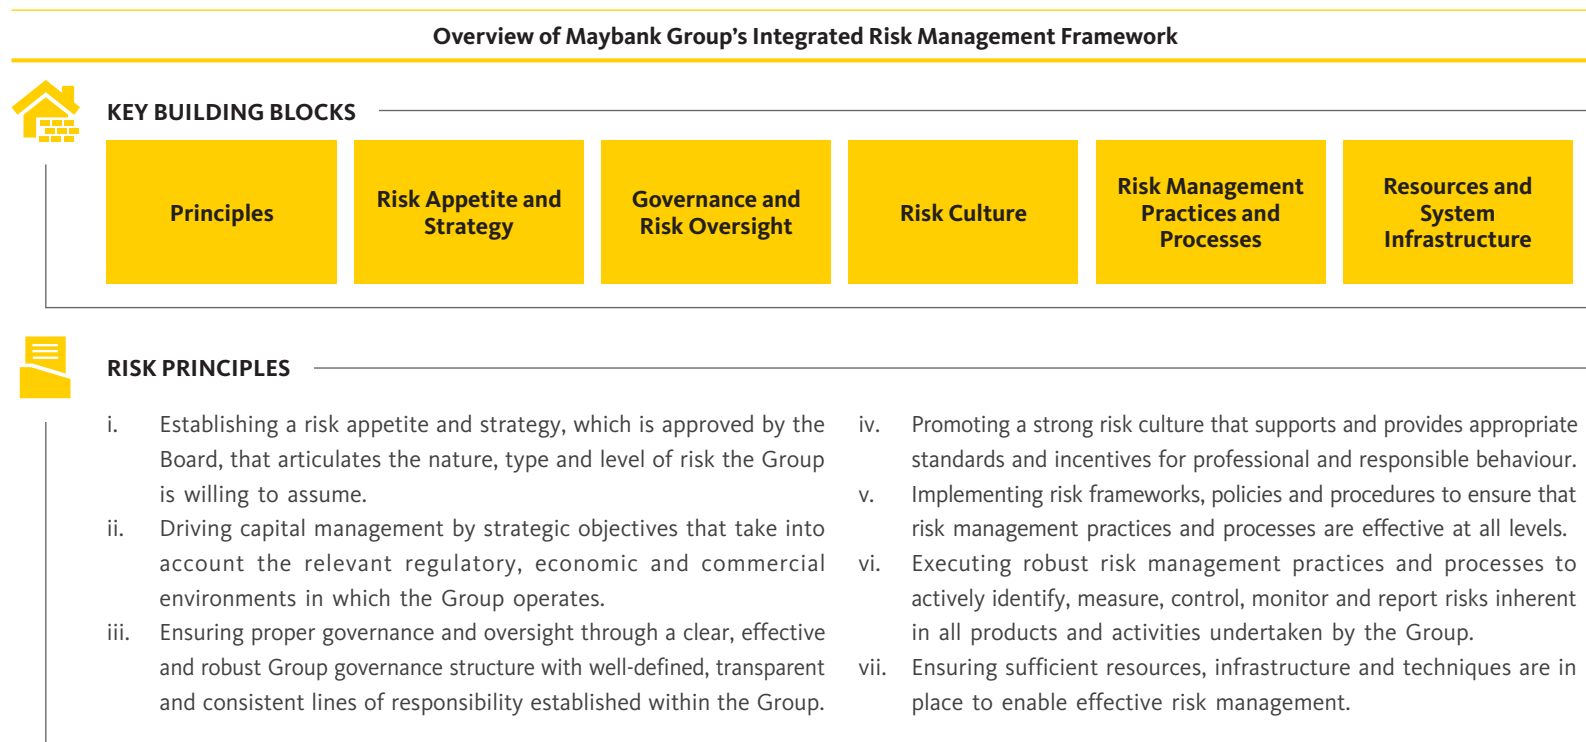 Overview of Maybank Group's Integrated Risk Management Framework
KEY BUILDING BLOCKS
Principles
Risk Appetite and
Strategy
Governance and
Risk Oversight
Risk Culture
Risk Management
Practices and
Processes
Resources and
System
Infrastructure
RISK PRINCIPLES
i. Establishing a risk appetite and strategy, which is approved by the
Board, that articulates the nature, type and level of risk the Group
is willing to assume.
ii. Driving capital management by strategic objectives that take into
account the relevant regulatory, economic and commercial
environments in which the Group operates.
iii. Ensuring proper governance and oversight through a clear, effective
and robust Group governance structure with well-defined, transparent
and consistent lines of responsibility established within the Group.
iv. Promoting a strong risk culture that supports and provides appropriate
standards and incentives for professional and responsible behaviour.
v. Implementing risk frameworks, policies and procedures to ensure that
risk management practices and processes are effective at all levels.
vi. Executing robust risk management practices and processes to
actively identify, measure, control, monitor and report risks inherent
in all products and activities undertaken by the Group.
vii. Ensuring sufficient resources, infrastructure and techniques are in
place to enable effective risk management.